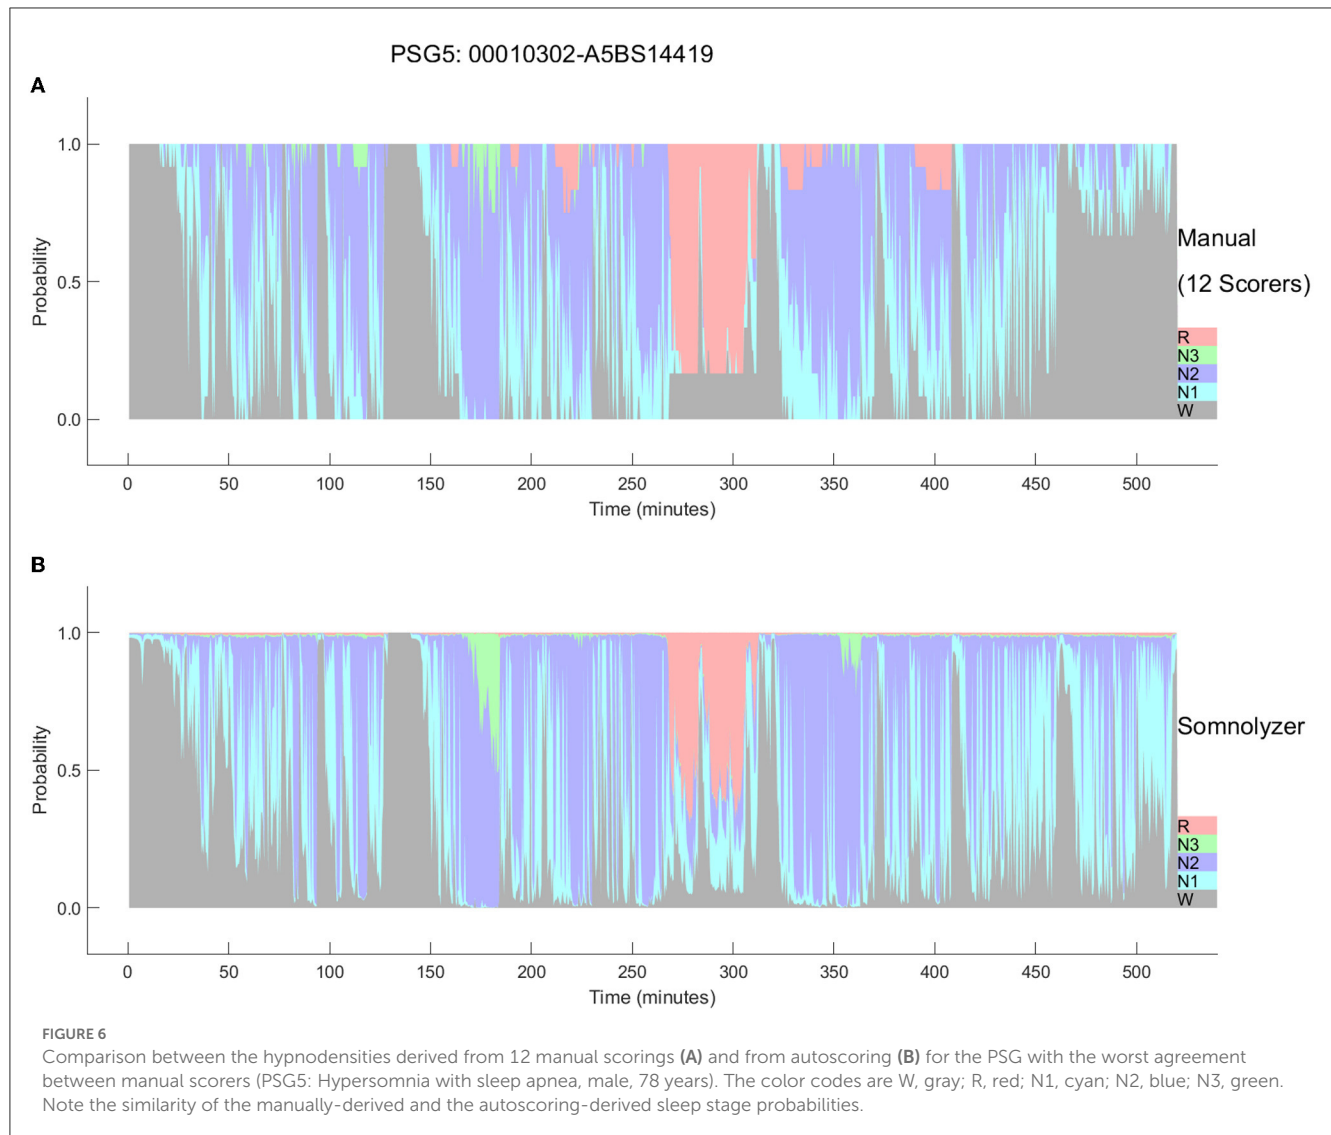 PSG5: 00010302-A5BS14419
A
1.0
0.5
0.0
Probability
Manual
(12 Scorers)
R
N3
N2
N1
W
0 50 100 150 200 250 300 350 400 450 500
Time (minutes)
B
1.0
0.5
0.0
Probability
Somnolyzer
R
N3
N2
N1
W
0 50 100 150 200 250 300 350 400 450 500
Time (minutes)
FIGURE 6
Comparison between the hypnodensities derived from 12 manual scorings (A) and from autoscoring (B) for the PSG with the worst agreement
between manual scorers (PSG5: Hypersomnia with sleep apnea, male, 78 years). The color codes are W, gray; R, red; N1, cyan; N2, blue; N3, green.
Note the similarity of the manually-derived and the autoscoring-derived sleep stage probabilities.